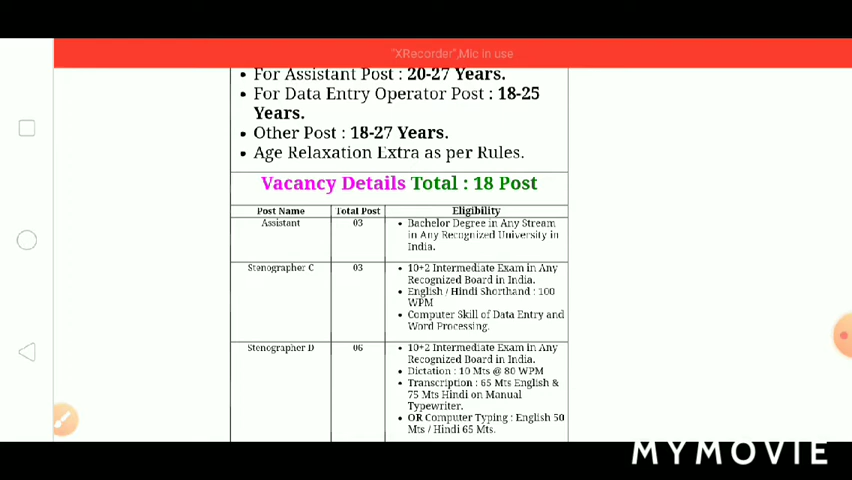 "XRecorder",Mic in use
• For Assistant Post : 20-27 Years.
• For Data Entry Operator Post : 18-25
Years.
• Other Post : 18-27 Years.
• Age Relaxation Extra as per Rules.
Vacancy Details Total : 18 Post
Post Name Total Post Eligibility
Assistant 03 • Bachelor Degree in Any Stream
in Any Recognized University in
India.
Stenographer C 03 • 10+2 Intermediate Exam in Any
Recognized Board in India.
• English / Hindi Shorthand : 100
WPM
• Computer Skill of Data Entry and
Word Processing.
Stenographer D 06 • 10+2 Intermediate Exam in Any
Recognized Board in India.
• Dictation : 10 Mts @ 80 WPM
• Transcription : 65 Mts English &
75 Mts Hindi on Manual
Typewriter.
• OR Computer Typing : English 50
Mts / Hindi 65 Mts.
MYMOVIE